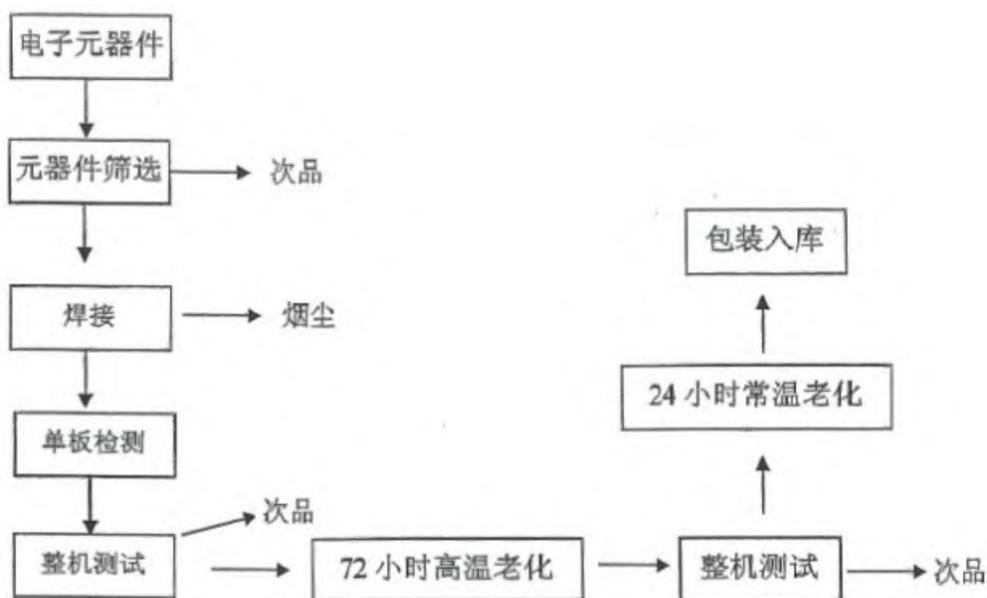 电子元器件
元器件筛选
次品
焊接
烟尘
单板检测
整机测试
次品
72 小时高温老化
整机测试
次品
24 小时常温老化
包装入库